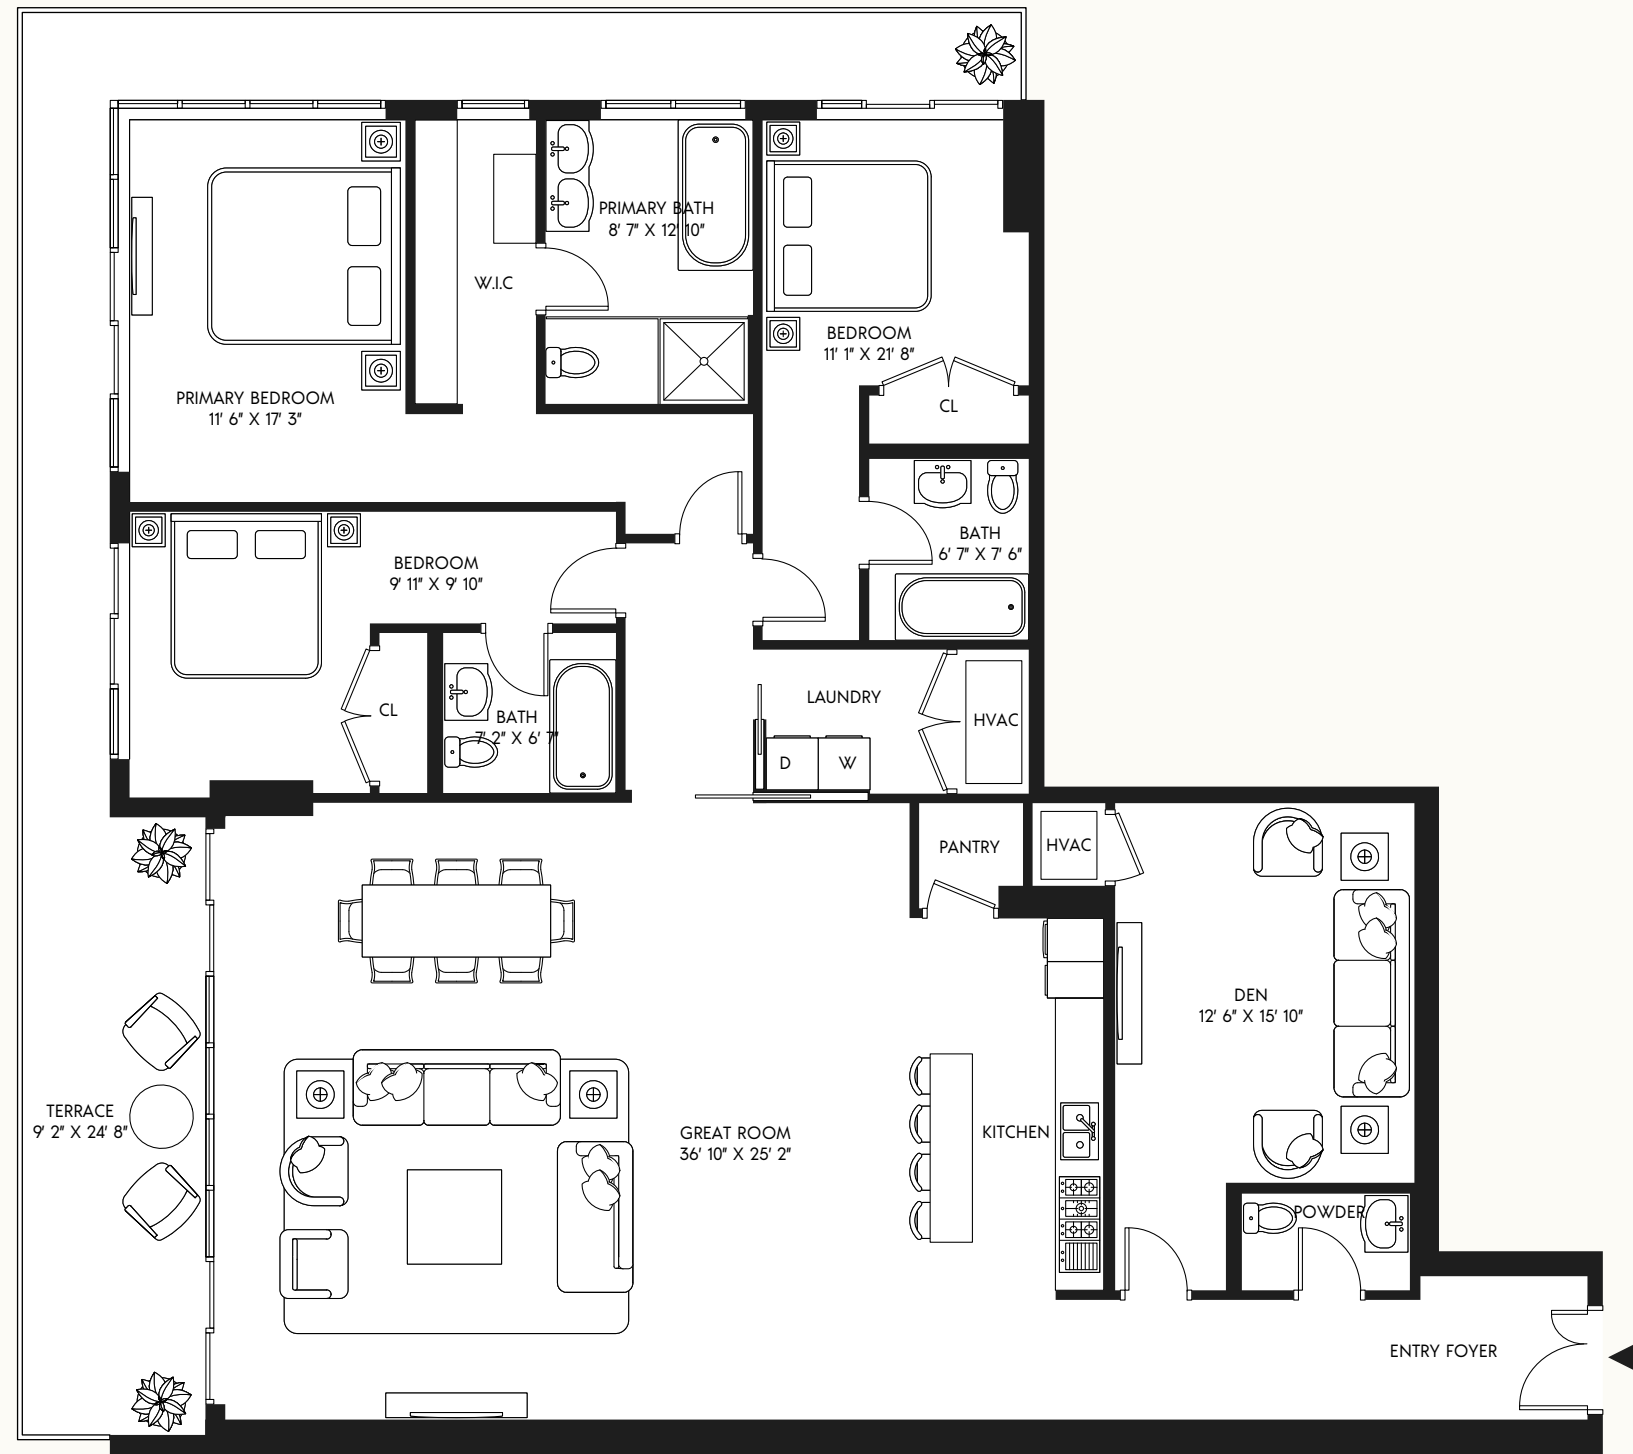 PRIMARY BATH
8' 7" X 12' 10"
W.I.C
BEDROOM
11' 1" X 21' 8"
PRIMARY BEDROOM
11' 6" X 17' 3"
CL
BATH
6' 7" X 7' 6"
BEDROOM
9' 11" X 9' 10"
CL
BATH
7' 2" X 6' 7"
LAUNDRY
HVAC
D
W
PANTRY
HVAC
DEN
12' 6" X 15' 10"
TERRACE
9' 2" X 24' 8"
GREAT ROOM
36' 10" X 25' 2"
KITCHEN
POWDER
ENTRY FOYER